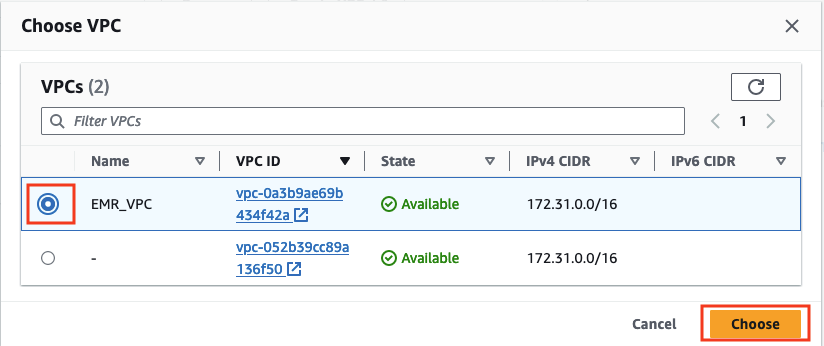 Choose VPC
VPCs (2)
Filter VPCs
1
Name VPC ID State IPv4 CIDR IPv6 CIDR
EMR_VPC vpc-0a3b9ae69b434f42a Available 172.31.0.0/16
- vpc-052b39cc89a136f50 Available 172.31.0.0/16
Cancel Choose